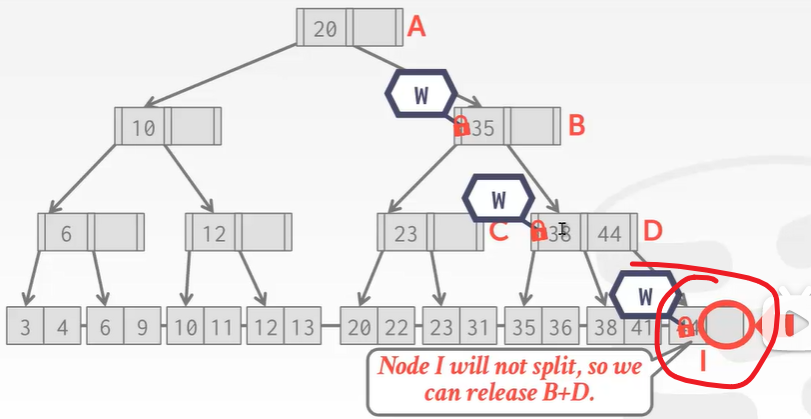 20 A
W
10 35 B
W
6 12 23 C 38 44 D
W
3 4 6 9 10 11 12 13 20 22 23 31 35 36 38 41 44
I
Node I will not split, so we
can release B+D.